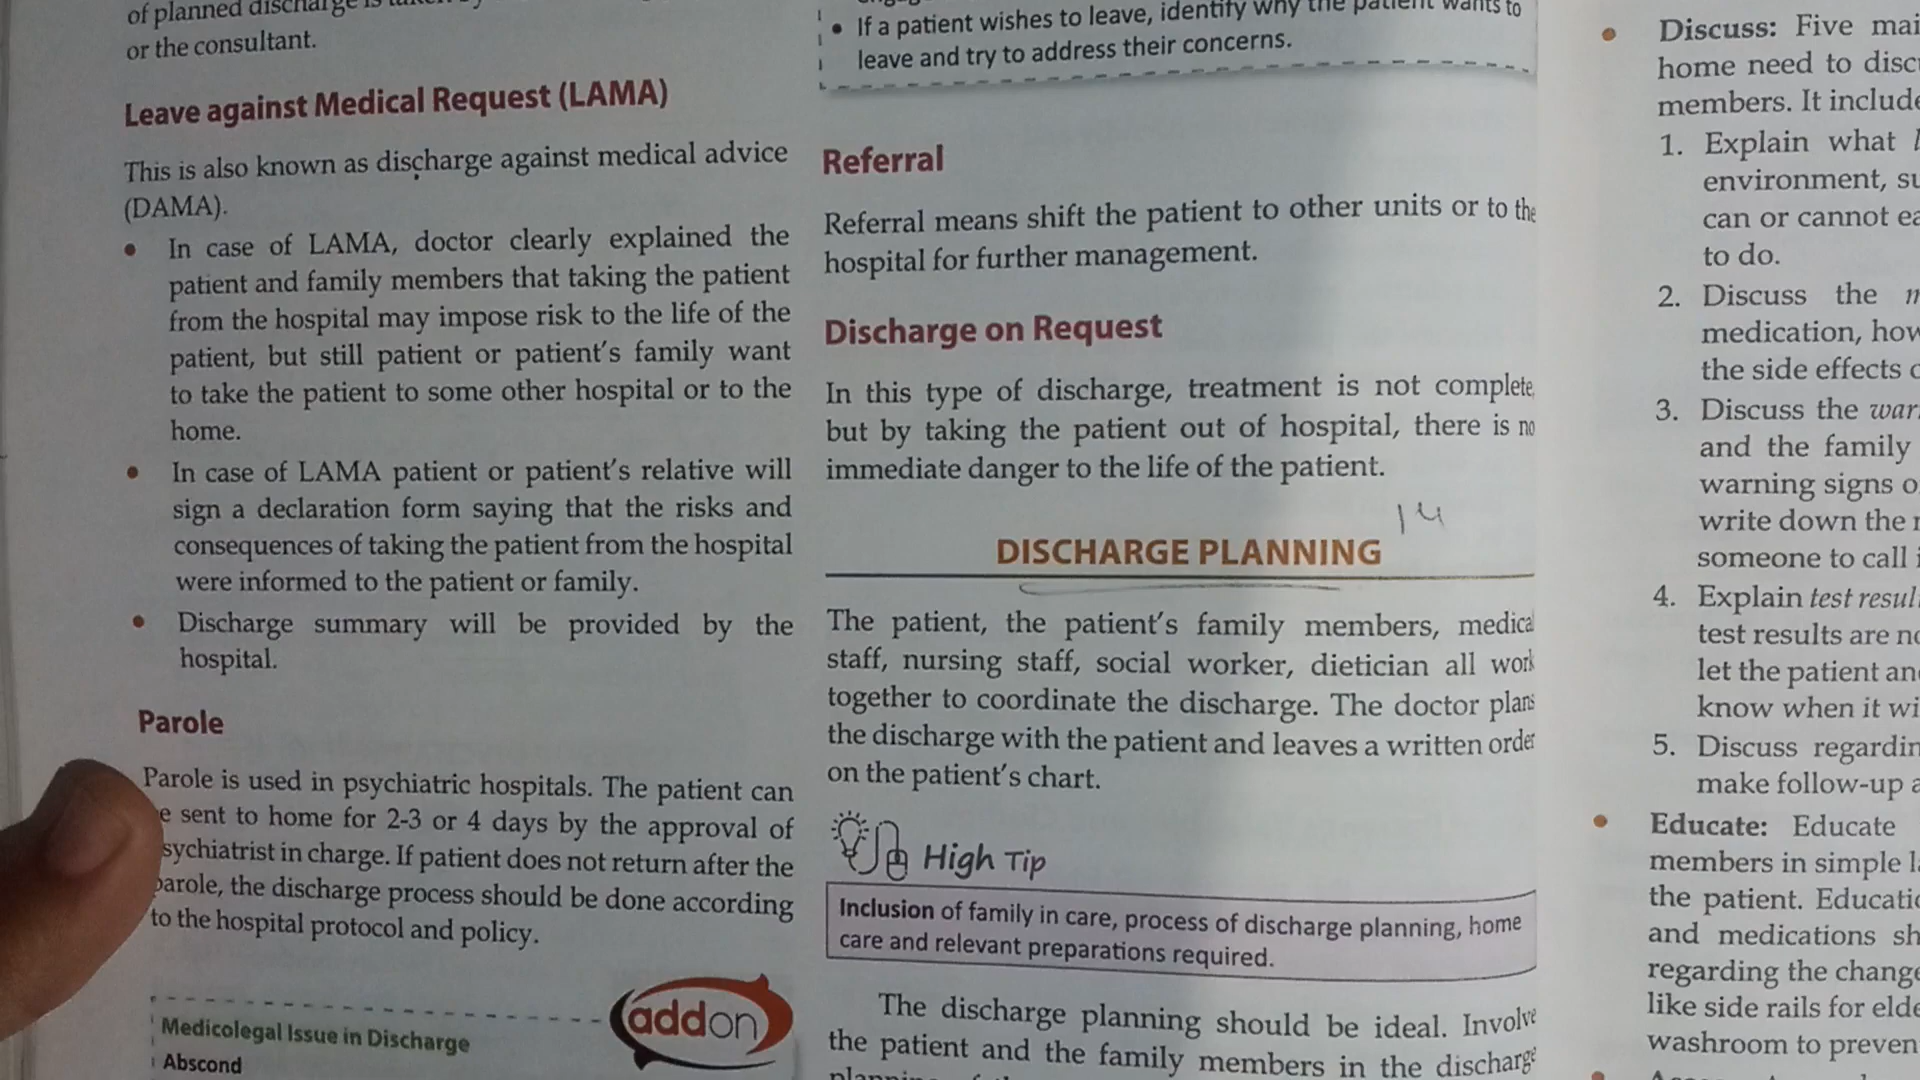 of planned discharge is taken by
or the consultant.
Leave against Medical Request (LAMA)
This is also known as discharge against medical advice
(DAMA).
• In case of LAMA, doctor clearly explained the
patient and family members that taking the patient
from the hospital may impose risk to the life of the
patient, but still patient or patient's family want
to take the patient to some other hospital or to the
home.
• In case of LAMA patient or patient's relative will
sign a declaration form saying that the risks and
consequences of taking the patient from the hospital
were informed to the patient or family.
• Discharge summary will be provided by the
hospital.
Parole
Parole is used in psychiatric hospitals. The patient can
e sent to home for 2-3 or 4 days by the approval of
sychiatrist in charge. If patient does not return after the
parole, the discharge process should be done according
to the hospital protocol and policy.
addon
Medicolegal Issue in Discharge
Abscond
• If a patient wishes to leave, identify why the patient wants to
leave and try to address their concerns.
Referral
Referral means shift the patient to other units or to the
hospital for further management.
Discharge on Request
In this type of discharge, treatment is not complete,
but by taking the patient out of hospital, there is no
immediate danger to the life of the patient.
14
DISCHARGE PLANNING
The patient, the patient's family members, medical
staff, nursing staff, social worker, dietician all work
together to coordinate the discharge. The doctor plans
the discharge with the patient and leaves a written order
on the patient's chart.
High Tip
Inclusion of family in care, process of discharge planning, home
care and relevant preparations required.
The discharge planning should be ideal. Involve
the patient and the family members in the discharge
• Discuss: Five mai
home need to disc
members. It include
1. Explain what
environment, su
can or cannot ea
to do.
2. Discuss the
medication, how
the side effects
3. Discuss the war
and the family
warning signs o
write down the
someone to call
4. Explain test resul
test results are no
let the patient an
know when it wi
5. Discuss regardin
make follow-up a
• Educate: Educate
members in simple la
the patient. Educatio
and medications sh
regarding the change
like side rails for elde
washroom to preven